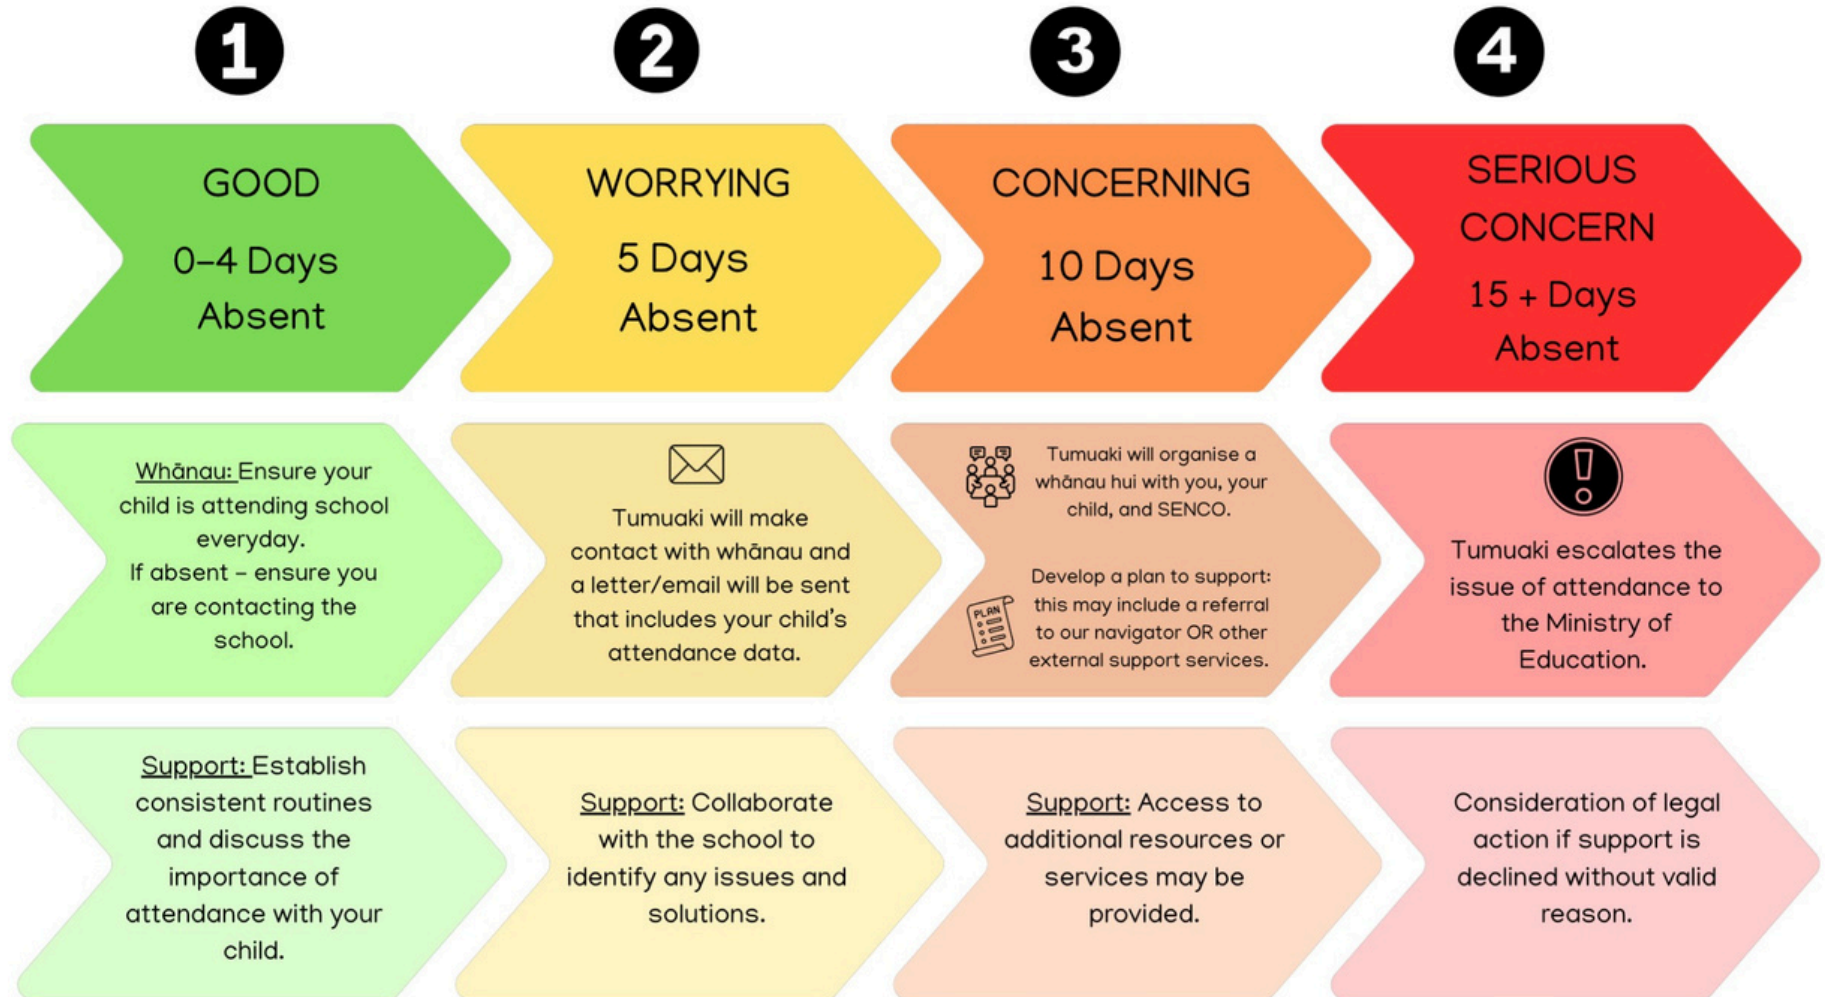 1
2
3
4
GOOD
0–4 Days
Absent
WORRYING
5 Days
Absent
CONCERNING
10 Days
Absent
SERIOUS
CONCERN
15 + Days
Absent
Whānau: Ensure your
child is attending school
everyday.
If absent – ensure you
are contacting the
school.
Tumuaki will make
contact with whānau and
a letter/email will be sent
that includes your child's
attendance data.
Tumuaki will organise a
whānau hui with you, your
child, and SENCO.
PLAN
Develop a plan to support:
this may include a referral
to our navigator OR other
external support services.
Tumuaki escalates the
issue of attendance to
the Ministry of
Education.
Support: Establish
consistent routines
and discuss the
importance of
attendance with your
child.
Support: Collaborate
with the school to
identify any issues and
solutions.
Support: Access to
additional resources or
services may be
provided.
Consideration of legal
action if support is
declined without valid
reason.